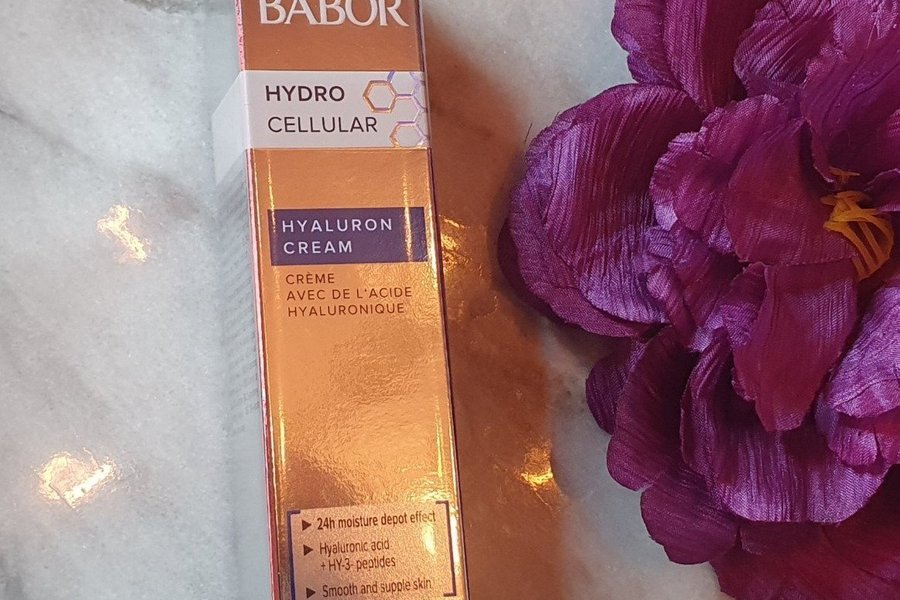 BABOR
HYDRO
CELLULAR
HYALURON
CREAM
CRÈME
AVEC DE L'ACIDE
HYALURONIQUE
24h moisture depot effect
Hyaluronic acid
+ HY-3- peptides
Smooth and supple skin